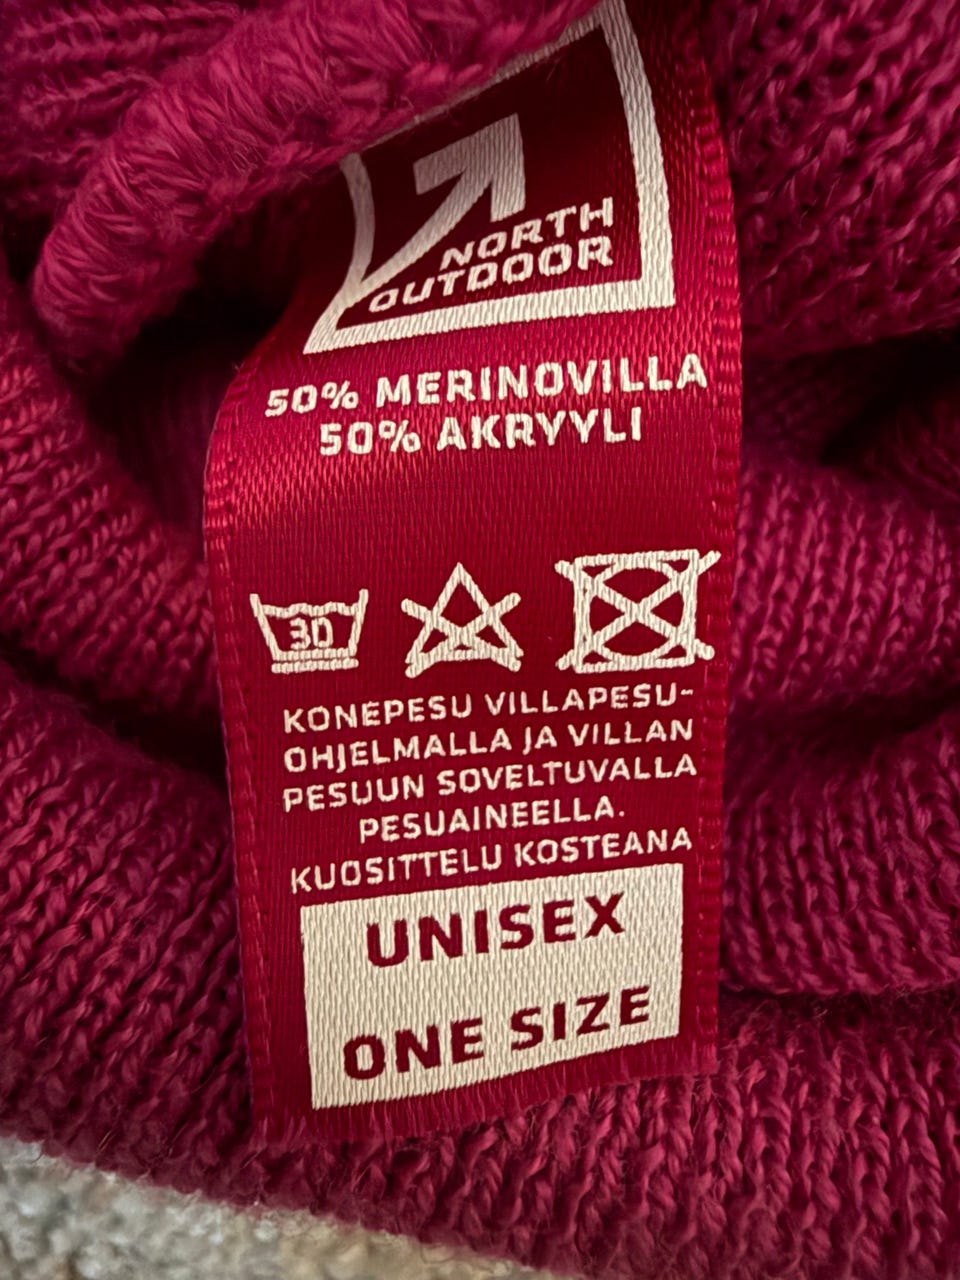 NORTH
OUTDOOR
50% MERINOVILLA
50% AKRYYLI
30
KONEPESU VILLAPESU-
OHJELMALLA JA VILLAN
PESUUN SOVELTUVALLA
PESUAINEELLA.
KUOSITTELU KOSTEANA
UNISEX
ONE SIZE